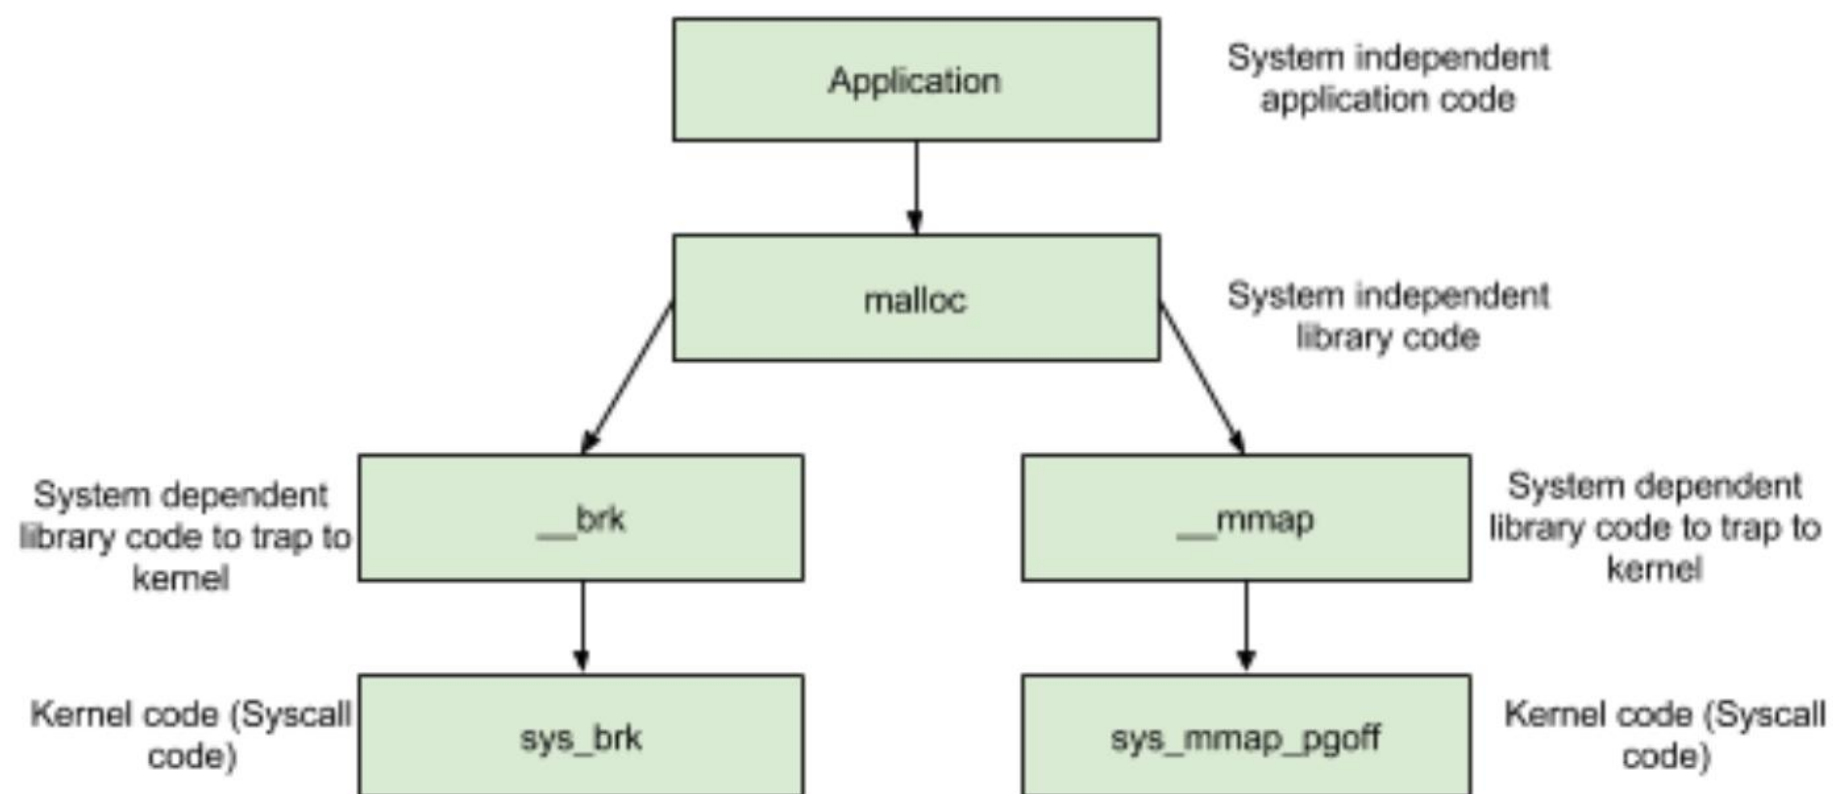 Application
System independent
application code
malloc
System independent
library code
System dependent
library code to trap to
kernel
__brk
__mmap
System dependent
library code to trap to
kernel
Kernel code (Syscall
code)
sys_brk
sys_mmap_pgoff
Kernel code (Syscall
code)